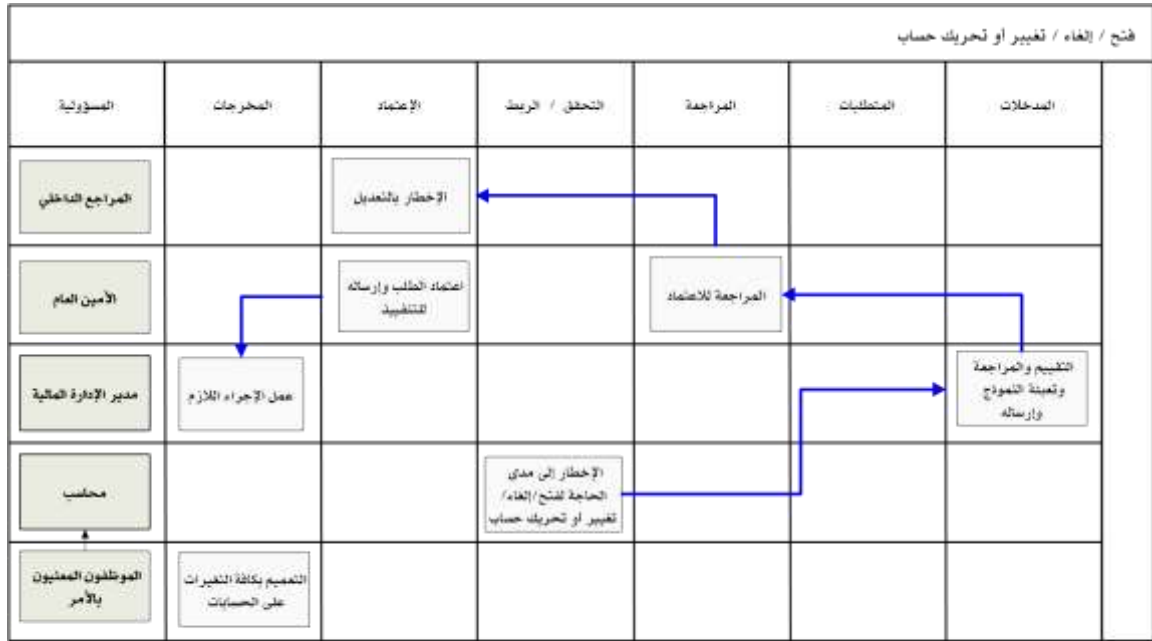 فتح / إلغاء / تغيير أو تحريك حساب
المدخلات
المتطلبات
المراجعة
التحقق / الربط
الإعتماد
المخرجات
المسؤولية
الإخطار بالتعديل
المراجع الداخلي
المراجعة للاعتماد
اعتماد الطلب وإرساله
للتنفيذ
الأمين العام
التقييم والمراجعة
وتعبئة النموذج
وإرساله
عمل الإجراء اللازم
مدير الإدارة المالية
الإخطار إلى مدى
الحاجة لفتح/إلغاء/
تغيير أو تحريك حساب
محاسب
التعميم بكافة التغيرات
على الحسابات
الموظفون المعنيون
بالأمر